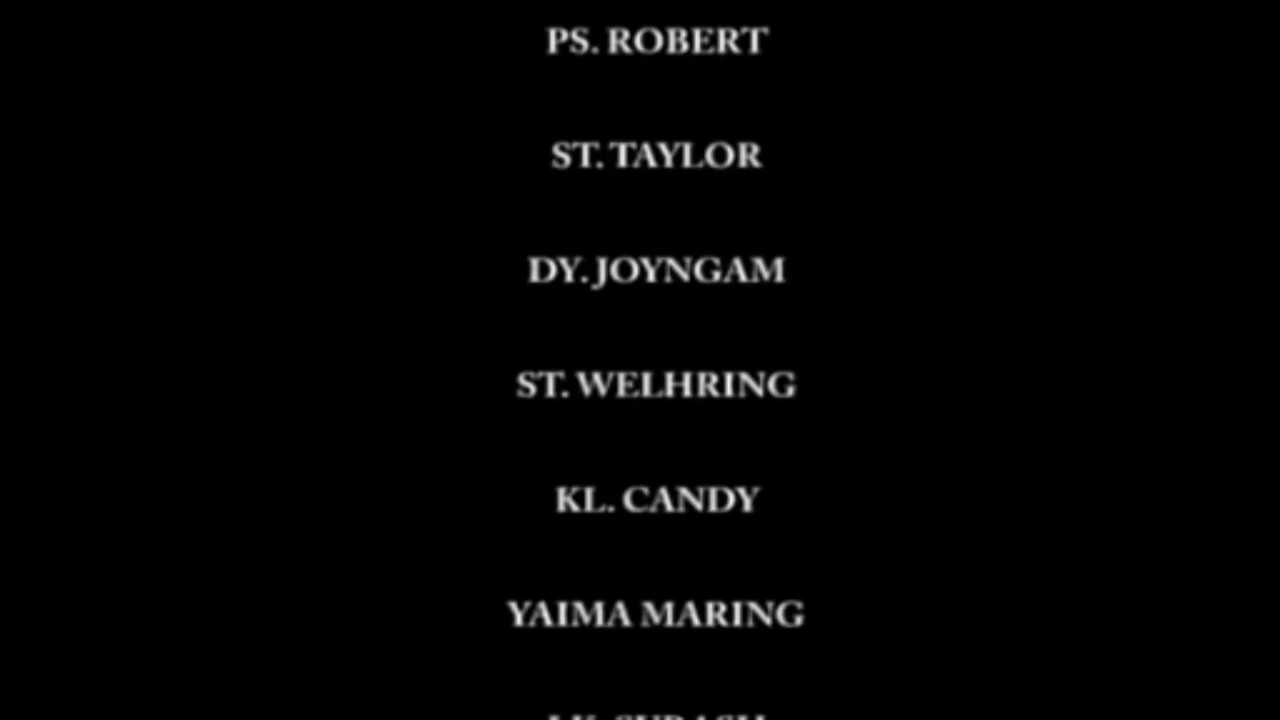 PS. ROBERT
ST. TAYLOR
DY. JOYNGAM
ST. WELHRING
KL. CANDY
YAIMA MARING